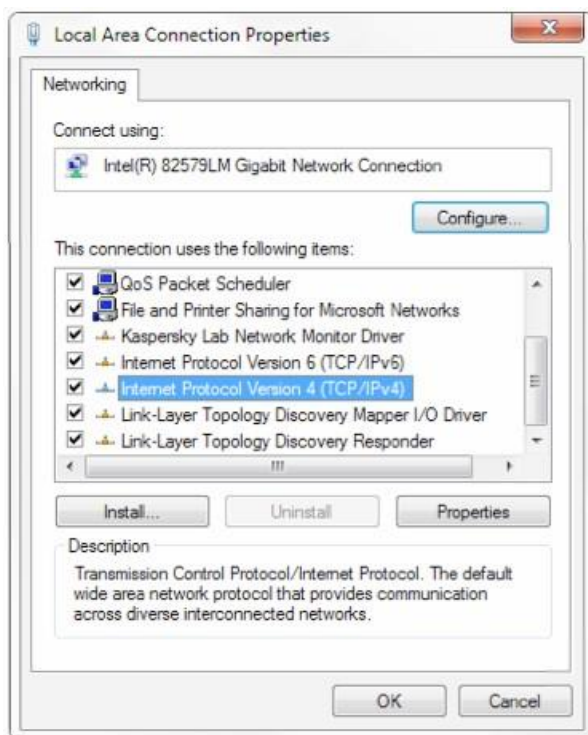 Local Area Connection Properties
Networking
Connect using:
Intel(R) 82579LM Gigabit Network Connection
Configure...
This connection uses the following items:
QoS Packet Scheduler
File and Printer Sharing for Microsoft Networks
Kaspersky Lab Network Monitor Driver
Internet Protocol Version 6 (TCP/IPv6)
Internet Protocol Version 4 (TCP/IPv4)
Link-Layer Topology Discovery Mapper I/O Driver
Link-Layer Topology Discovery Responder
Install...
Uninstall
Properties
Description
Transmission Control Protocol/Internet Protocol. The default
wide area network protocol that provides communication
across diverse interconnected networks.
OK
Cancel